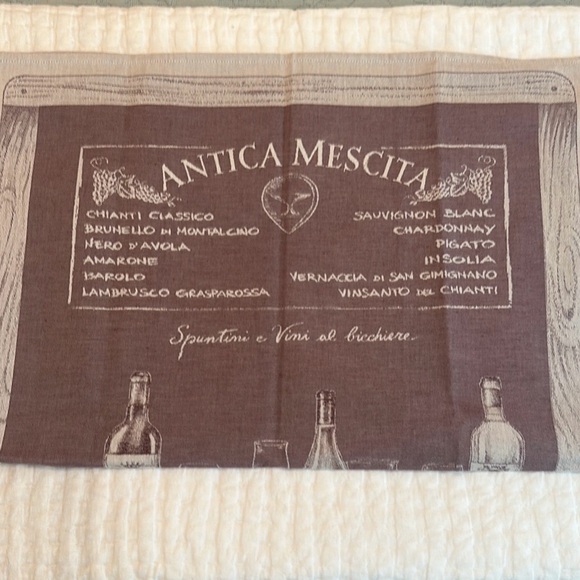 ANTICA MESCITA
CHIANTI CLASSICO
BRUNELLO DI MONTALCINO
NERO D'AVOLA
AMARONE
BAROLO
LAMBRUSCO GRASPAROSSA
SAUVIGNON BLANC
CHARDONNAY
PIGATO
INSOLIA
VERNACCIA DI SAN GIMIGNANO
VINSANTO DEL CHIANTI
Spuntini e Vini al bicchiere